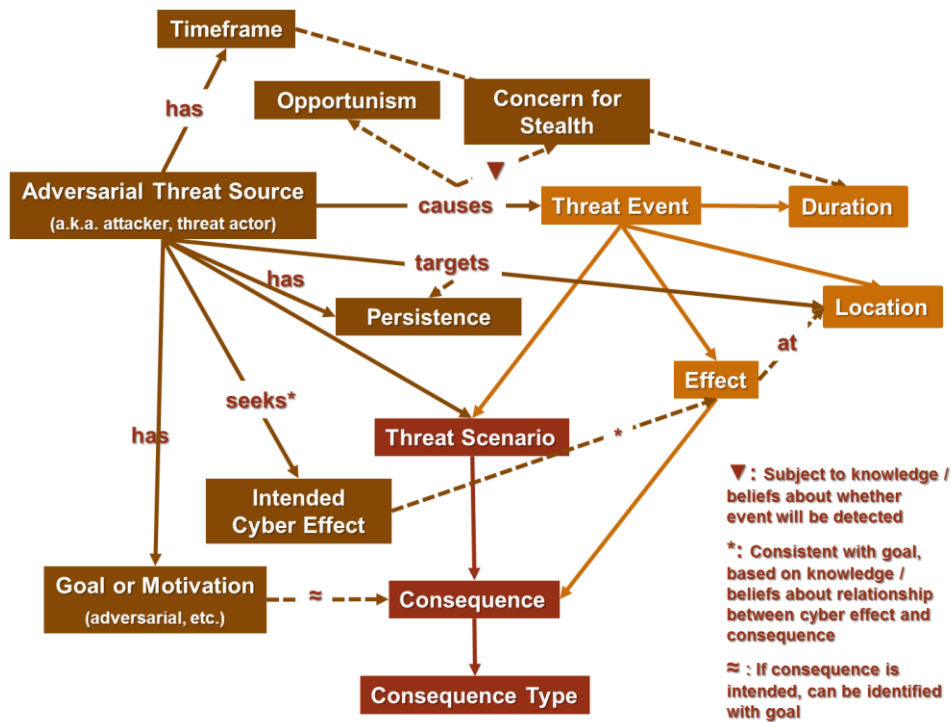 Timeframe
Opportunism
Concern for
Stealth
has
▼
Adversarial Threat Source
(a.k.a. attacker, threat actor)
causes
Threat Event
Duration
has
targets
Persistence
Location
at
Effect
seeks*
has
Threat Scenario
*
Intended
Cyber Effect
Goal or Motivation
(adversarial, etc.)
≈
Consequence
Consequence Type
▼: Subject to knowledge /
beliefs about whether
event will be detected
*: Consistent with goal,
based on knowledge /
beliefs about relationship
between cyber effect and
consequence
≈ : If consequence is
intended, can be identified
with goal